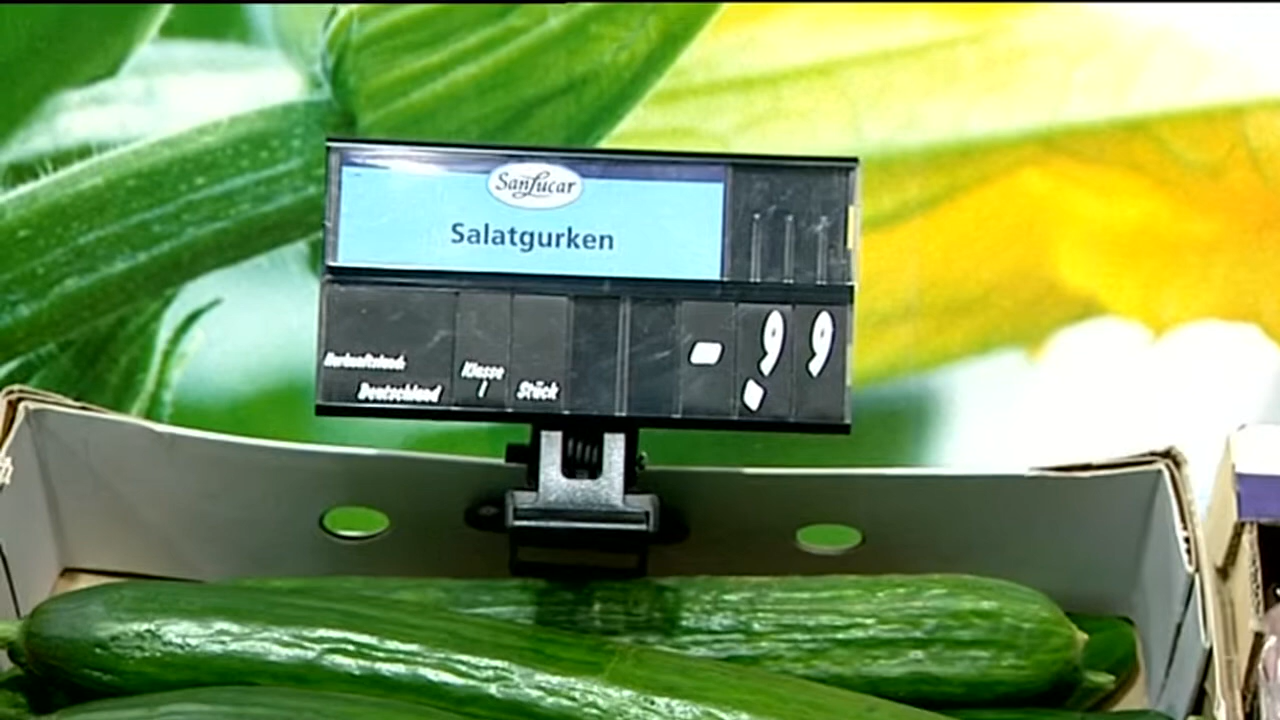 SanLucar
Salatgurken
- ,99
Herkunftsland:
Deutschland
Klasse
I
Stück